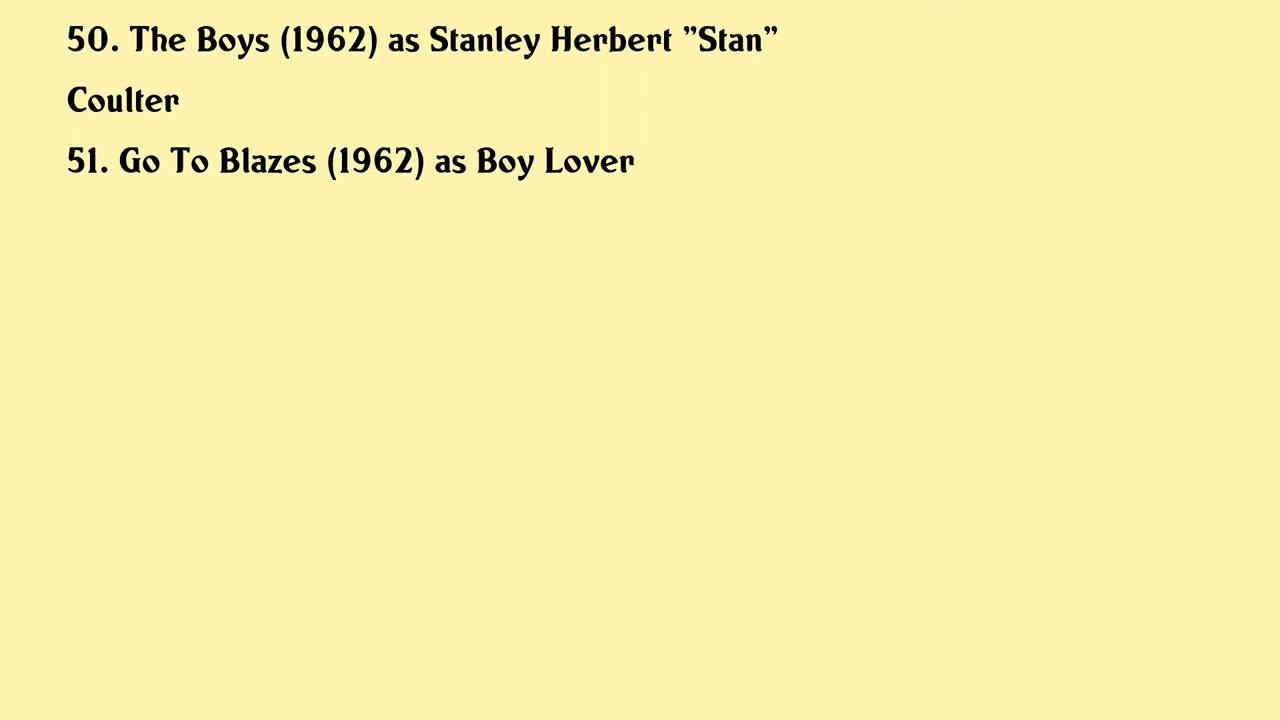 50. The Boys (1962) as Stanley Herbert ”Stan”
Coulter
51. Go To Blazes (1962) as Boy Lover